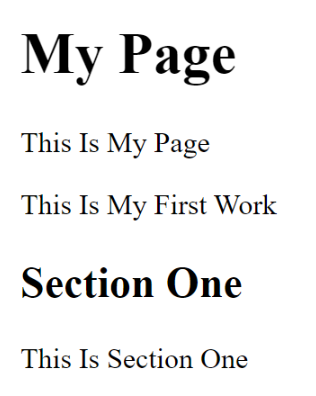 My Page
This Is My Page
This Is My First Work
Section One
This Is Section One